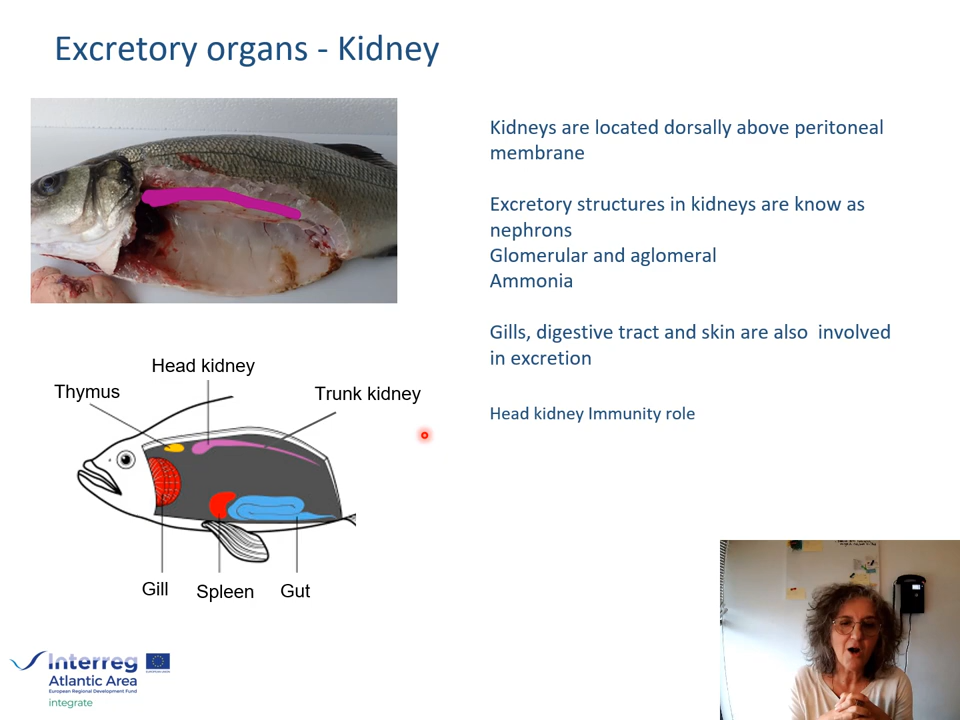 Excretory organs - Kidney
Kidneys are located dorsally above peritoneal
membrane
Excretory structures in kidneys are know as
nephrons
Glomerular and aglomeral
Ammonia
Gills, digestive tract and skin are also  involved
in excretion
Head kidney Immunity role
Head kidney
Thymus
Trunk kidney
Gill
Spleen
Gut
Interreg
Atlantic Area
European Regional Development Fund
integrate